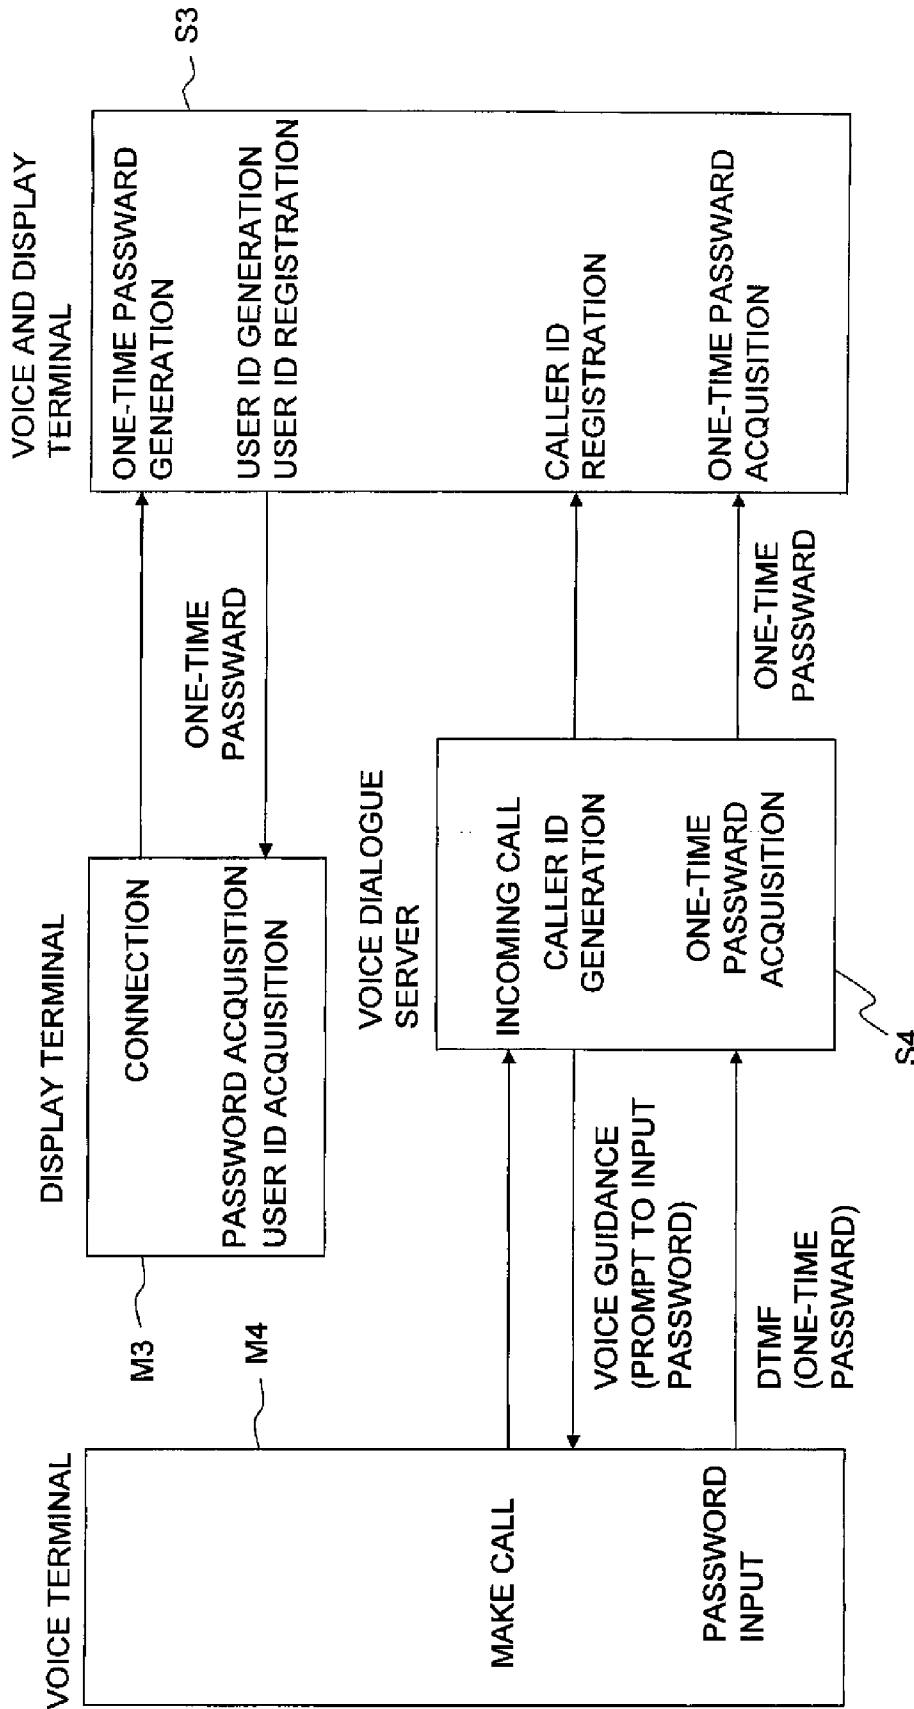 VOICE TERMINAL
M4
MAKE CALL
PASSWORD
INPUT
DISPLAY TERMINAL
M3
CONNECTION
PASSWORD ACQUISITION
USER ID ACQUISITION
ONE-TIME
PASSWARD
VOICE GUIDANCE
(PROMPT TO INPUT
PASSWORD)
DTMF
(ONE-TIME
PASSWARD)
VOICE DIALOGUE
SERVER
INCOMING CALL
CALLER ID
GENERATION
ONE-TIME
PASSWARD
ACQUISITION
S4
ONE-TIME
PASSWARD
VOICE AND DISPLAY
TERMINAL
S3
ONE-TIME PASSWARD
GENERATION
USER ID GENERATION
USER ID REGISTRATION
CALLER ID
REGISTRATION
ONE-TIME PASSWARD
ACQUISITION